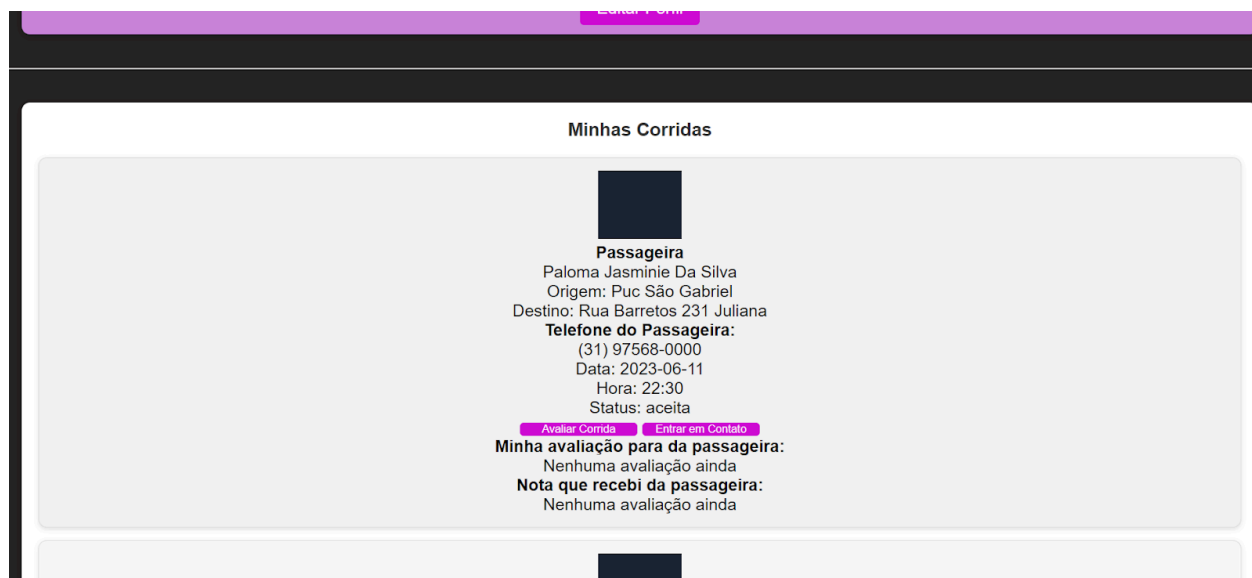 Minhas Corridas
Passageira
Paloma Jasminie Da Silva
Origem: Puc São Gabriel
Destino: Rua Barretos 231 Juliana
Telefone do Passageira:
(31) 97568-0000
Data: 2023-06-11
Hora: 22:30
Status: aceita
Avaliar Corrida Entrar em Contato
Minha avaliação para da passageira:
Nenhuma avaliação ainda
Nota que recebi da passageira:
Nenhuma avaliação ainda